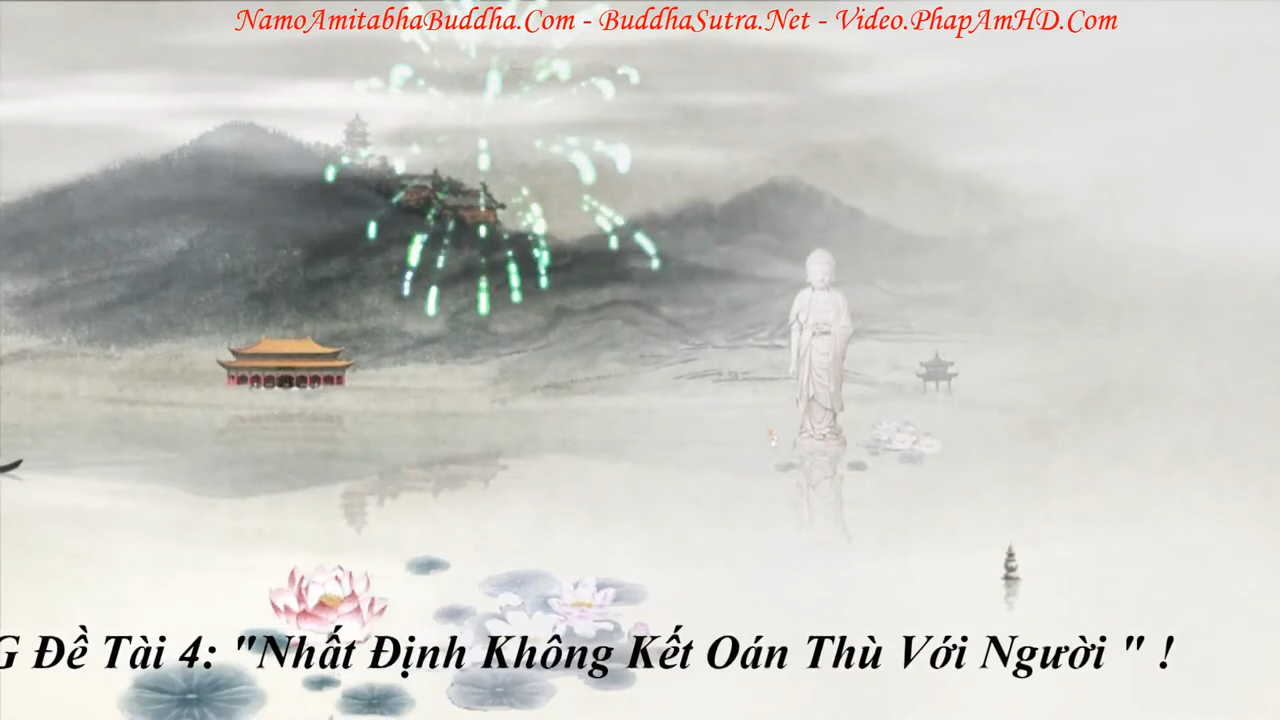 NamoAmitabhaBuddha.Com - BuddhaSutra.Net - Video.PhapAmHD.Com
G Đề Tài 4: "Nhất Định Không Kết Oán Thù Với Người " !